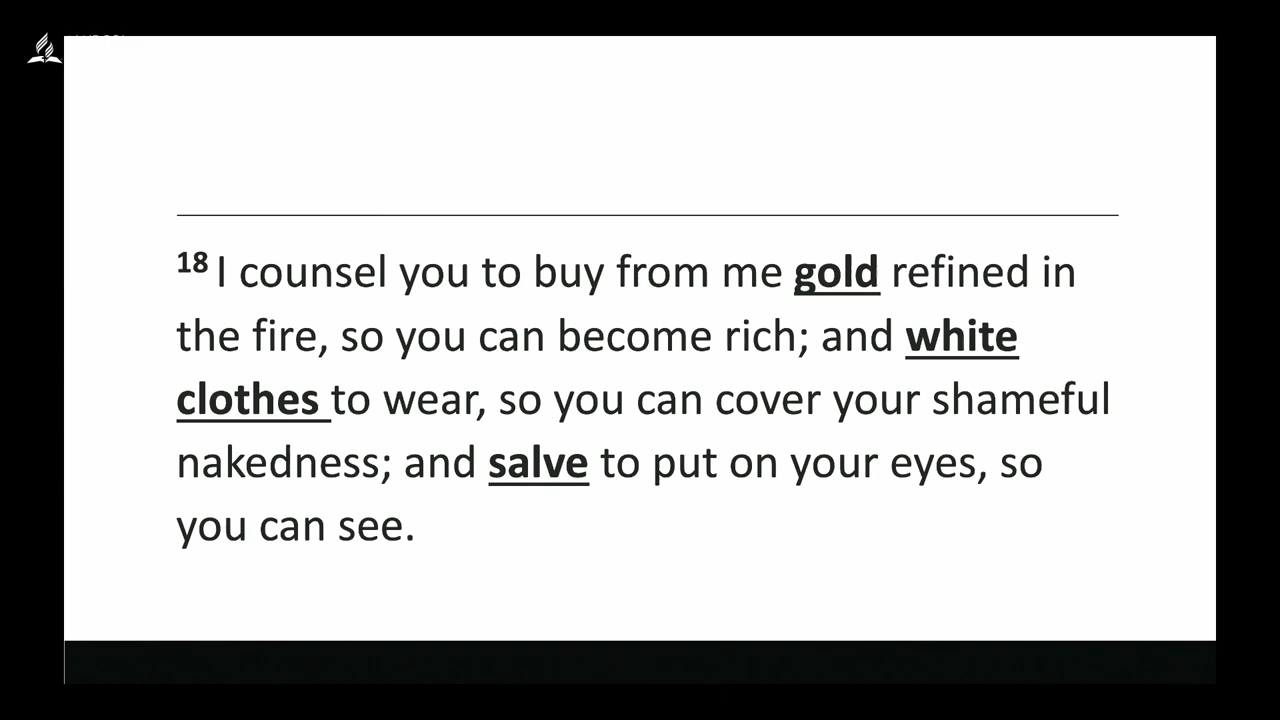 18 I counsel you to buy from me gold refined in
the fire, so you can become rich; and white
clothes to wear, so you can cover your shameful
nakedness; and salve to put on your eyes, so
you can see.